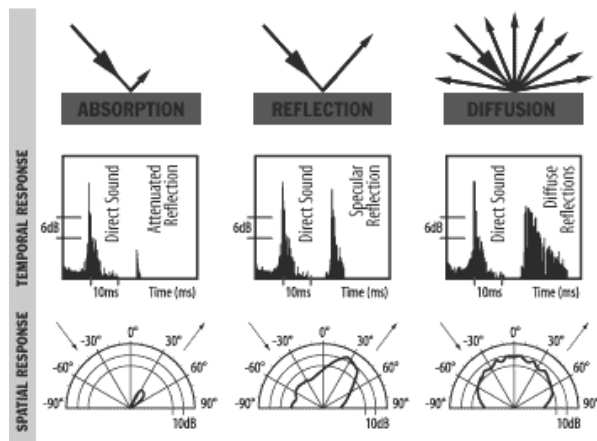 ABSORPTION
REFLECTION
DIFFUSION
TEMPORAL RESPONSE
6dB
Direct Sound
Attenuated
Reflection
10ms
Time (ms)
6dB
Direct Sound
Specular
Reflection
10ms
Time (ms)
6dB
Direct Sound
Diffuse
Reflections
10ms
Time (ms)
SPATIAL RESPONSE
-90°
-60°
-30°
0°
30°
60°
90°
10dB
-90°
-60°
-30°
0°
30°
60°
90°
10dB
-90°
-60°
-30°
0°
30°
60°
90°
10dB